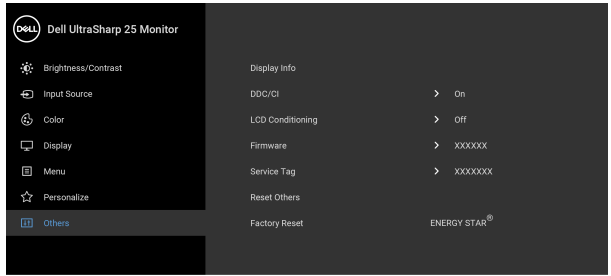 DELL Dell UltraSharp 25 Monitor
Brightness/Contrast
Input Source
Color
Display
Menu
Personalize
Others
Display Info
DDC/CI > On
LCD Conditioning > Off
Firmware > XXXXXX
Service Tag > XXXXXXX
Reset Others
Factory Reset ENERGY STAR®